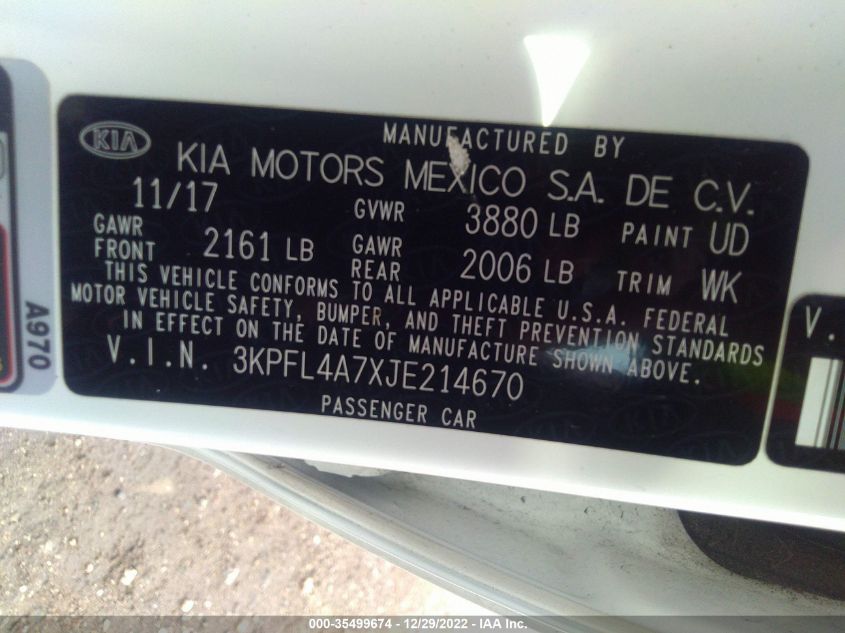 MANUFACTURED BY
KIA
KIA MOTORS MEXICO S.A. DE C.V.
11/17 GVWR 3880 LB PAINT UD
GAWR FRONT 2161 LB GAWR REAR 2006 LB TRIM WK
THIS VEHICLE CONFORMS TO ALL APPLICABLE U.S.A. FEDERAL
MOTOR VEHICLE SAFETY, BUMPER, AND THEFT PREVENTION STANDARDS
IN EFFECT ON THE DATE OF MANUFACTURE SHOWN ABOVE.
V.I.N. 3KPFL4A7XJE214670
PASSENGER CAR
A970
V.
000-35499674 - 12/29/2022 - IAA Inc.